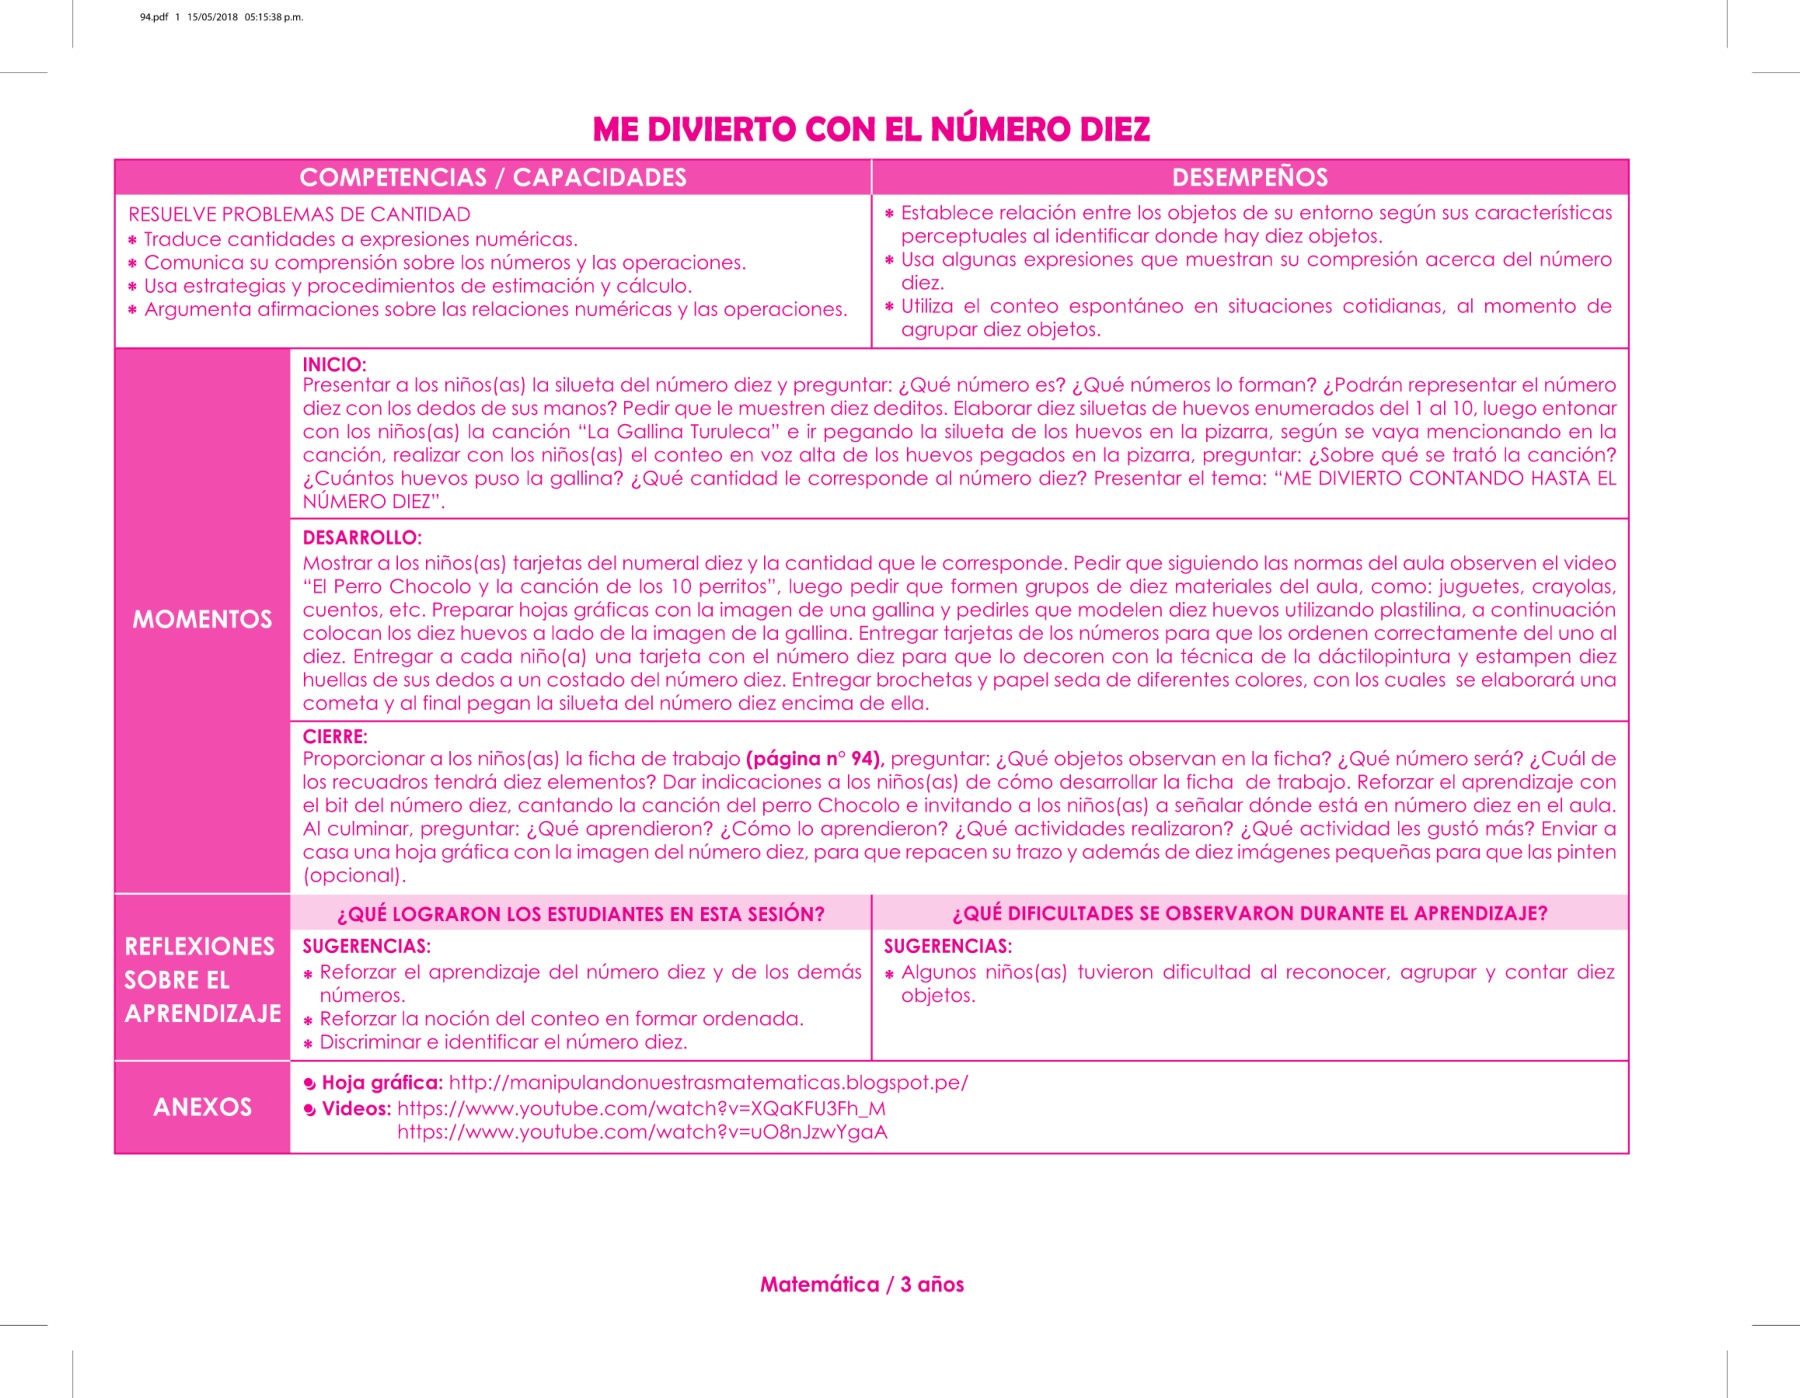 94.pdf 1 15/05/2018 05:15:38 p.m.
ME DIVIERTO CON EL NÚMERO DIEZ
COMPETENCIAS / CAPACIDADES
DESEMPEÑOS
RESUELVE PROBLEMAS DE CANTIDAD
* Traduce cantidades a expresiones numéricas.
* Comunica su comprensión sobre los números y las operaciones.
* Usa estrategias y procedimientos de estimación y cálculo.
* Argumenta afirmaciones sobre las relaciones numéricas y las operaciones.
* Establece relación entre los objetos de su entorno según sus características
perceptuales al identificar donde hay diez objetos.
* Usa algunas expresiones que muestran su compresión acerca del número
diez.
* Utiliza el conteo espontáneo en situaciones cotidianas, al momento de
agrupar diez objetos.
MOMENTOS
INICIO:
Presentar a los niños(as) la silueta del número diez y preguntar: ¿Qué número es? ¿Qué números lo forman? ¿Podrán representar el número
diez con los dedos de sus manos? Pedir que le muestren diez deditos. Elaborar diez siluetas de huevos enumerados del 1 al 10, luego entonar
con los niños(as) la canción “La Gallina Turuleca” e ir pegando la silueta de los huevos en la pizarra, según se vaya mencionando en la
canción, realizar con los niños(as) el conteo en voz alta de los huevos pegados en la pizarra, preguntar: ¿Sobre qué se trató la canción?
¿Cuántos huevos puso la gallina? ¿Qué cantidad le corresponde al número diez? Presentar el tema: “ME DIVIERTO CONTANDO HASTA EL
NÚMERO DIEZ”.
DESARROLLO:
Mostrar a los niños(as) tarjetas del numeral diez y la cantidad que le corresponde. Pedir que siguiendo las normas del aula observen el video
“El Perro Chocolo y la canción de los 10 perritos”, luego pedir que formen grupos de diez materiales del aula, como: juguetes, crayolas,
cuentos, etc. Preparar hojas gráficas con la imagen de una gallina y pedirles que modelen diez huevos utilizando plastilina, a continuación
colocan los diez huevos a lado de la imagen de la gallina. Entregar tarjetas de los números para que los ordenen correctamente del uno al
diez. Entregar a cada niño(a) una tarjeta con el número diez para que lo decoren con la técnica de la dáctilopintura y estampen diez
huellas de sus dedos a un costado del número diez. Entregar brochetas y papel seda de diferentes colores, con los cuales se elaborará una
cometa y al final pegan la silueta del número diez encima de ella.
CIERRE:
Proporcionar a los niños(as) la ficha de trabajo (página n° 94), preguntar: ¿Qué objetos observan en la ficha? ¿Qué número será? ¿Cuál de
los recuadros tendrá diez elementos? Dar indicaciones a los niños(as) de cómo desarrollar la ficha de trabajo. Reforzar el aprendizaje con
el bit del número diez, cantando la canción del perro Chocolo e invitando a los niños(as) a señalar dónde está en número diez en el aula.
Al culminar, preguntar: ¿Qué aprendieron? ¿Cómo lo aprendieron? ¿Qué actividades realizaron? ¿Qué actividad les gustó más? Enviar a
casa una hoja gráfica con la imagen del número diez, para que repacen su trazo y además de diez imágenes pequeñas para que las pinten
(opcional).
REFLEXIONES
SOBRE EL
APRENDIZAJE
¿QUÉ LOGRARON LOS ESTUDIANTES EN ESTA SESIÓN?
SUGERENCIAS:
* Reforzar el aprendizaje del número diez y de los demás
números.
* Reforzar la noción del conteo en formar ordenada.
* Discriminar e identificar el número diez.
¿QUÉ DIFICULTADES SE OBSERVARON DURANTE EL APRENDIZAJE?
SUGERENCIAS:
* Algunos niños(as) tuvieron dificultad al reconocer, agrupar y contar diez
objetos.
ANEXOS
Hoja gráfica: http://manipulandonuestrasmatematicas.blogspot.pe/
Videos: https://www.youtube.com/watch?v=XQaKFU3Fh_M
https://www.youtube.com/watch?v=uO8nJzwYgaA
Matemática / 3 años